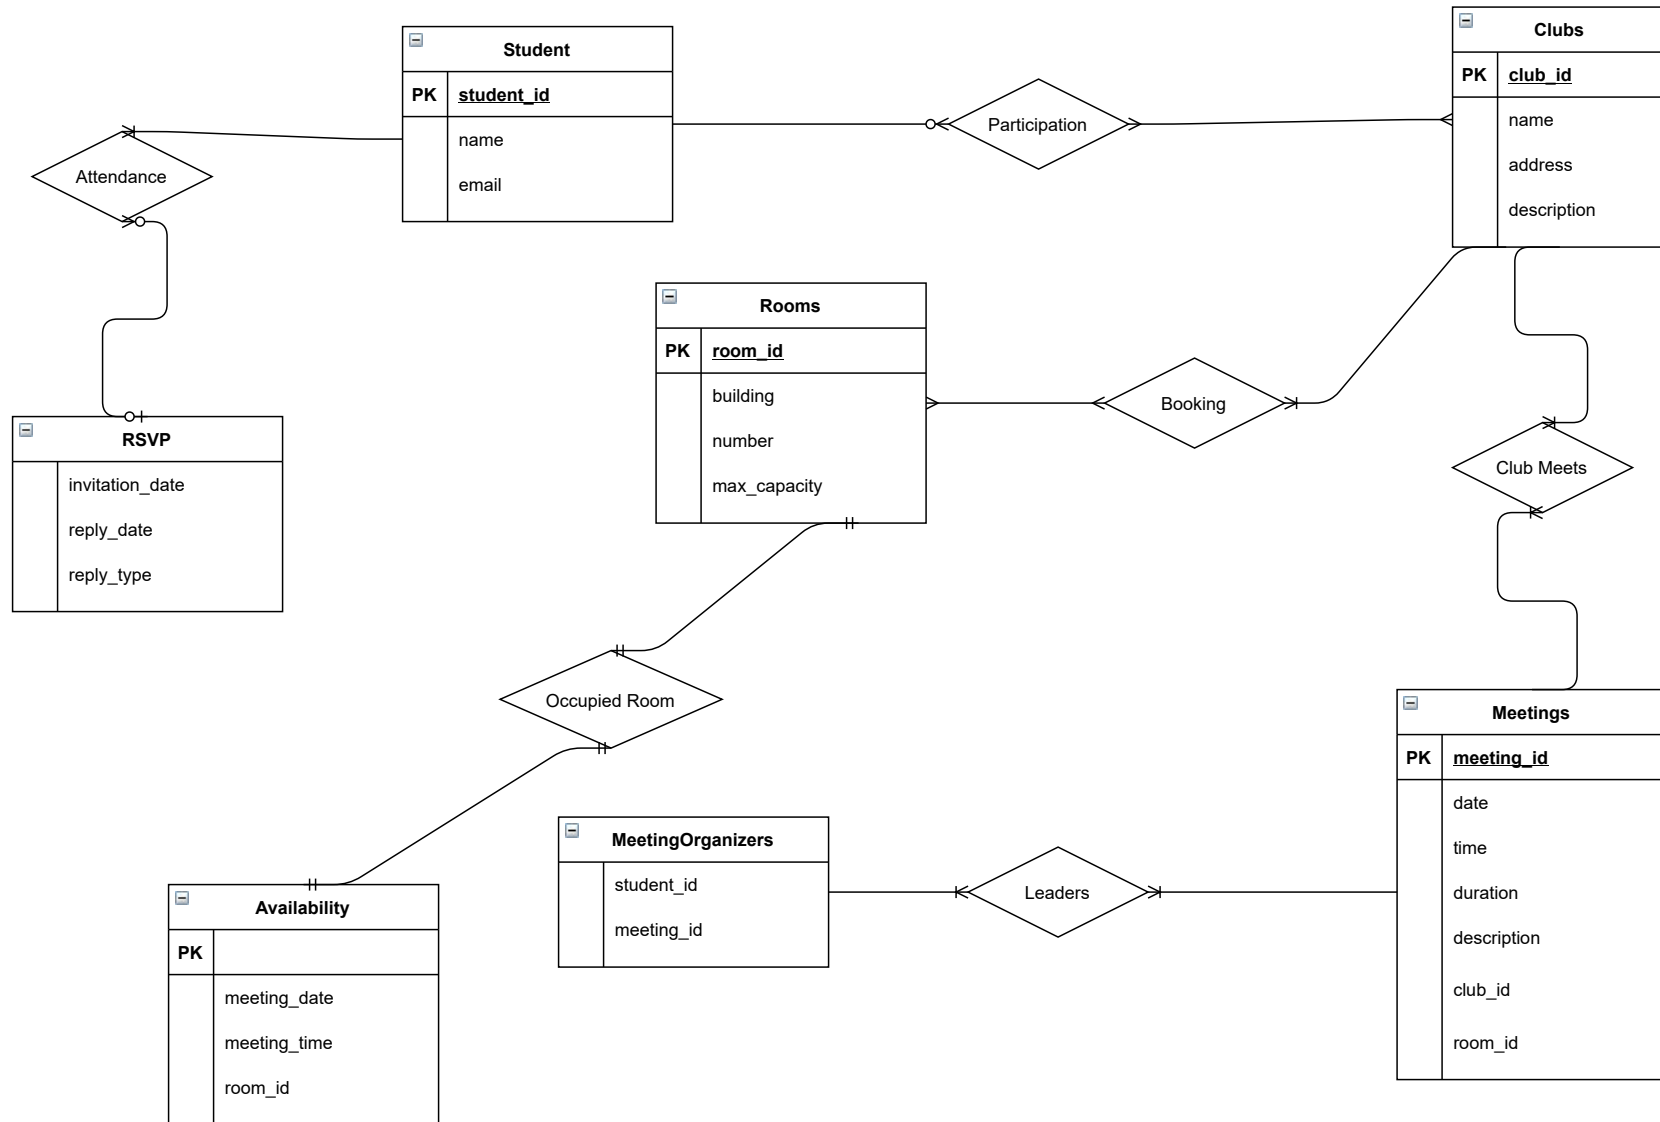 Student
PK student_id
name
email
Participation
Clubs
PK club_id
name
address
description
Attendance
RSVP
invitation_date
reply_date
reply_type
Rooms
PK room_id
building
number
max_capacity
Booking
Club Meets
Occupied Room
Meetings
PK meeting_id
date
time
duration
description
club_id
room_id
MeetingOrganizers
student_id
meeting_id
Leaders
Availability
PK
meeting_date
meeting_time
room_id